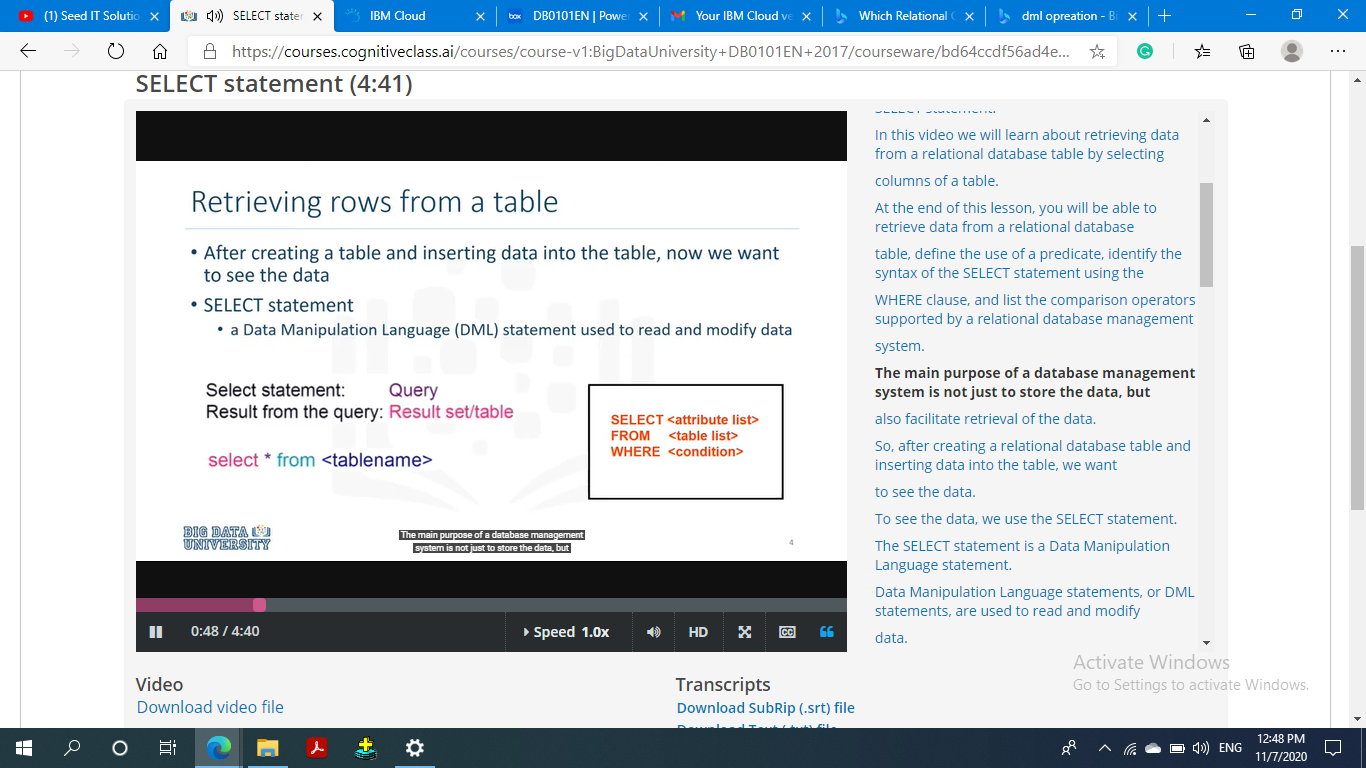 (1) Seed IT Solutio
SELECT stater
IBM Cloud
DB0101EN | Powe
Your IBM Cloud ve
Which Relational C
dml opreation - Bi
https://courses.cognitiveclass.ai/courses/course-v1:BigDataUniversity+DB0101EN+2017/courseware/bd64ccdf56ad4e...
SELECT statement (4:41)
Retrieving rows from a table
• After creating a table and inserting data into the table, now we want
to see the data
• SELECT statement
• a Data Manipulation Language (DML) statement used to read and modify data
Select statement: Query
Result from the query: Result set/table
select * from <tablename>
SELECT <attribute list>
FROM <table list>
WHERE <condition>
BIG DATA
UNIVERSITY
The main purpose of a database management
system is not just to store the data, but
4
0:48 / 4:40
Speed 1.0x
HD
CC
SELECT statement.
In this video we will learn about retrieving data
from a relational database table by selecting
columns of a table.
At the end of this lesson, you will be able to
retrieve data from a relational database
table, define the use of a predicate, identify the
syntax of the SELECT statement using the
WHERE clause, and list the comparison operators
supported by a relational database management
system.
The main purpose of a database management
system is not just to store the data, but
also facilitate retrieval of the data.
So, after creating a relational database table and
inserting data into the table, we want
to see the data.
To see the data, we use the SELECT statement.
The SELECT statement is a Data Manipulation
Language statement.
Data Manipulation Language statements, or DML
statements, are used to read and modify
data.
Activate Windows
Go to Settings to activate Windows.
Video
Download video file
Transcripts
Download SubRip (.srt) file
Download Text (.txt) file
ENG
12:48 PM
11/7/2020